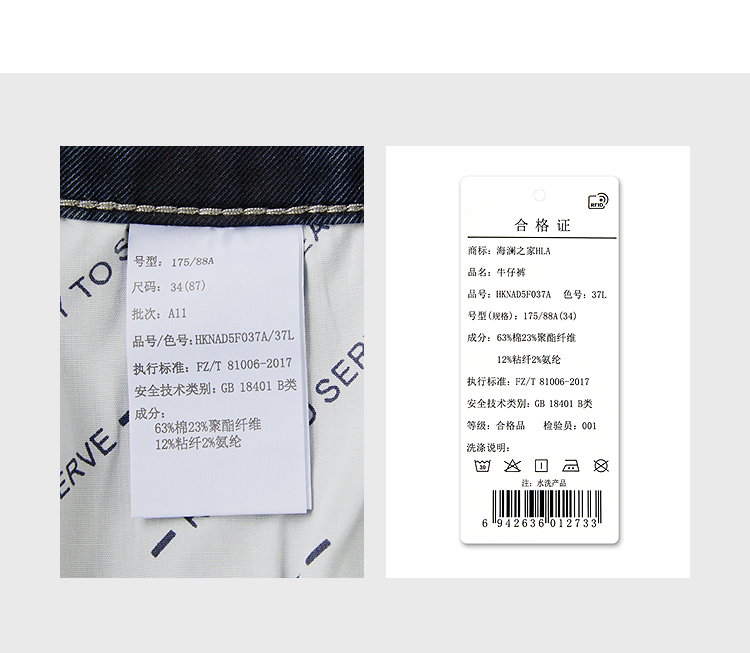 号型: 175/88A
尺码: 34(87)
批次: A11
品号/色号:HKNAD5F037A/37L
执行标准: FZ/T 81006-2017
安全技术类别: GB 18401 B类
成分:
63%棉23%聚酯纤维
12%粘纤2%氨纶
Y TO S
O SER
ERVE
RFID
合格证
商标: 海澜之家HLA
品名: 牛仔裤
品号: HKNAD5F037A 色号: 37L
号型(规格): 175/88A(34)
成分: 63%棉23%聚酯纤维
12%粘纤2%氨纶
执行标准: FZ/T 81006-2017
安全技术类别: GB 18401 B类
等级: 合格品 检验员: 001
洗涤说明:
30
注: 水洗产品
6 942636 012733